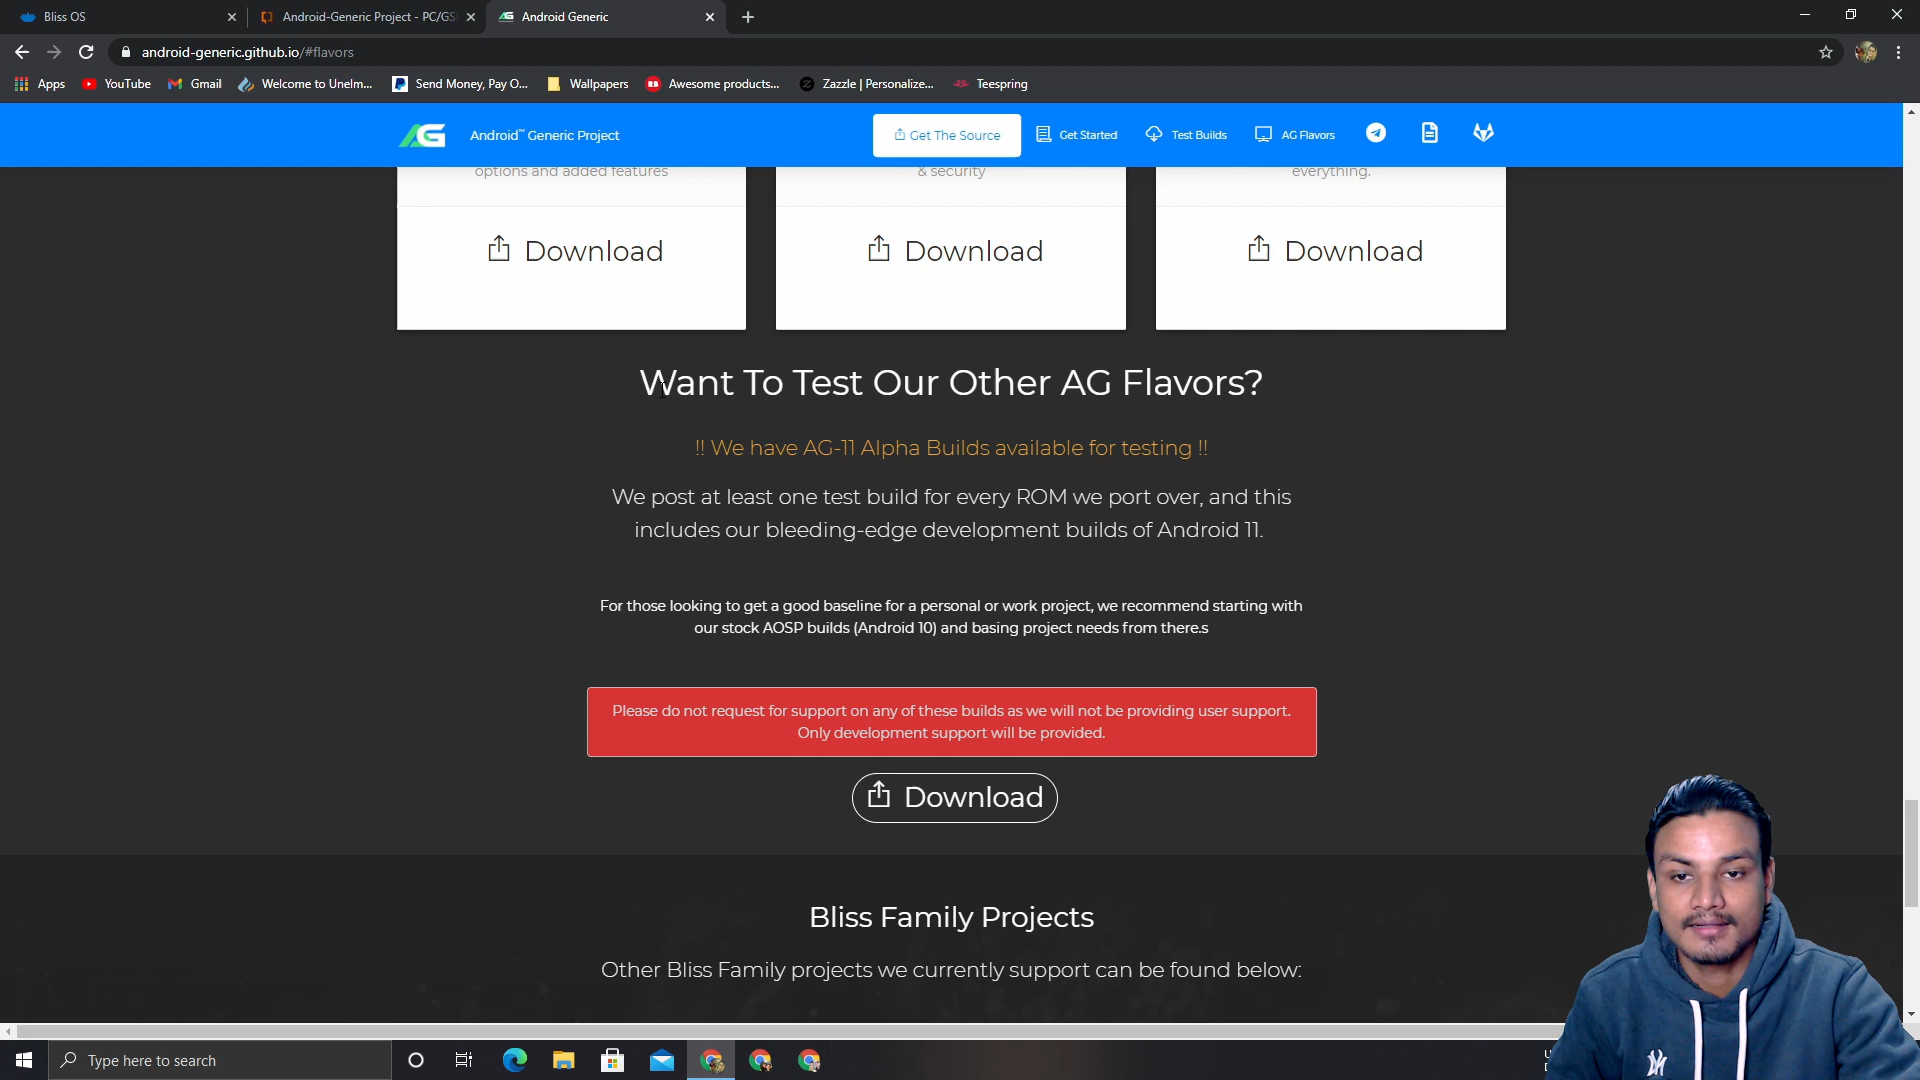 Bliss OS
Android-Generic Project - PC/GS
Android Generic
android-generic.github.io/#flavors
Apps
YouTube
Gmail
Welcome to Unelm...
Send Money, Pay O...
Wallpapers
Awesome products...
Zazzle | Personalize...
Teespring
AG
Android™ Generic Project
Get The Source
Get Started
Test Builds
AG Flavors
options and added features
& security
everything.
Download
Download
Download
Want To Test Our Other AG Flavors?
!! We have AG-11 Alpha Builds available for testing !!
We post at least one test build for every ROM we port over, and this
includes our bleeding-edge development builds of Android 11.
For those looking to get a good baseline for a personal or work project, we recommend starting with
our stock AOSP builds (Android 10) and basing project needs from there.s
Please do not request for support on any of these builds as we will not be providing user support.
Only development support will be provided.
Download
Bliss Family Projects
Other Bliss Family projects we currently support can be found below:
Type here to search